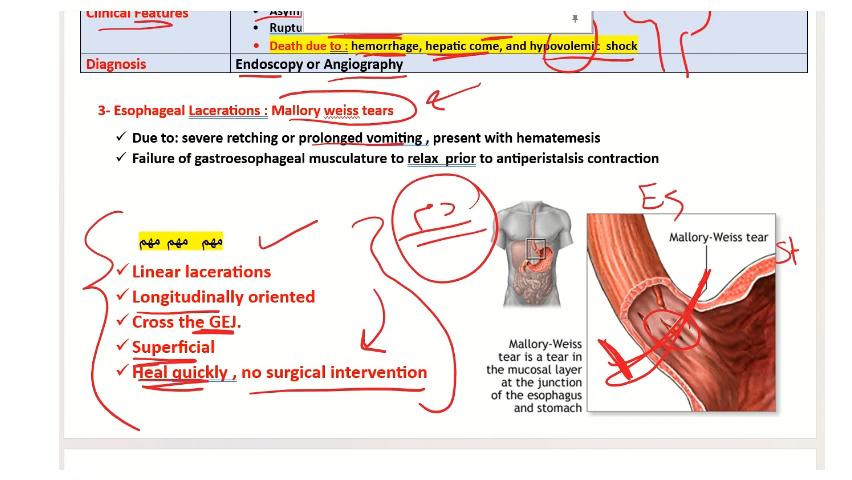 Clinical Features
• Asym
• Ruptu
• Death due to : hemorrhage, hepatic come, and hypovolemic shock
Diagnosis
Endoscopy or Angiography
3- Esophageal Lacerations : Mallory weiss tears
✓ Due to: severe retching or prolonged vomiting , present with hematemesis
✓ Failure of gastroesophageal musculature to relax prior to antiperistalsis contraction
مهم مهم مهم
✓ Linear lacerations
✓ Longitudinally oriented
✓ Cross the GEJ.
✓ Superficial
✓ Heal quickly , no surgical intervention
Es
Mallory-Weiss tear
St
Mallory-Weiss
tear is a tear in
the mucosal layer
at the junction
of the esophagus
and stomach